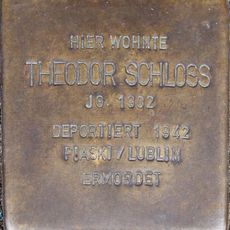 HIER WOHNTE
THEODOR SCHLOSS
JG. 1902
DEPORTIERT 1942
PIASKI/LUBLIN
ERMORDET